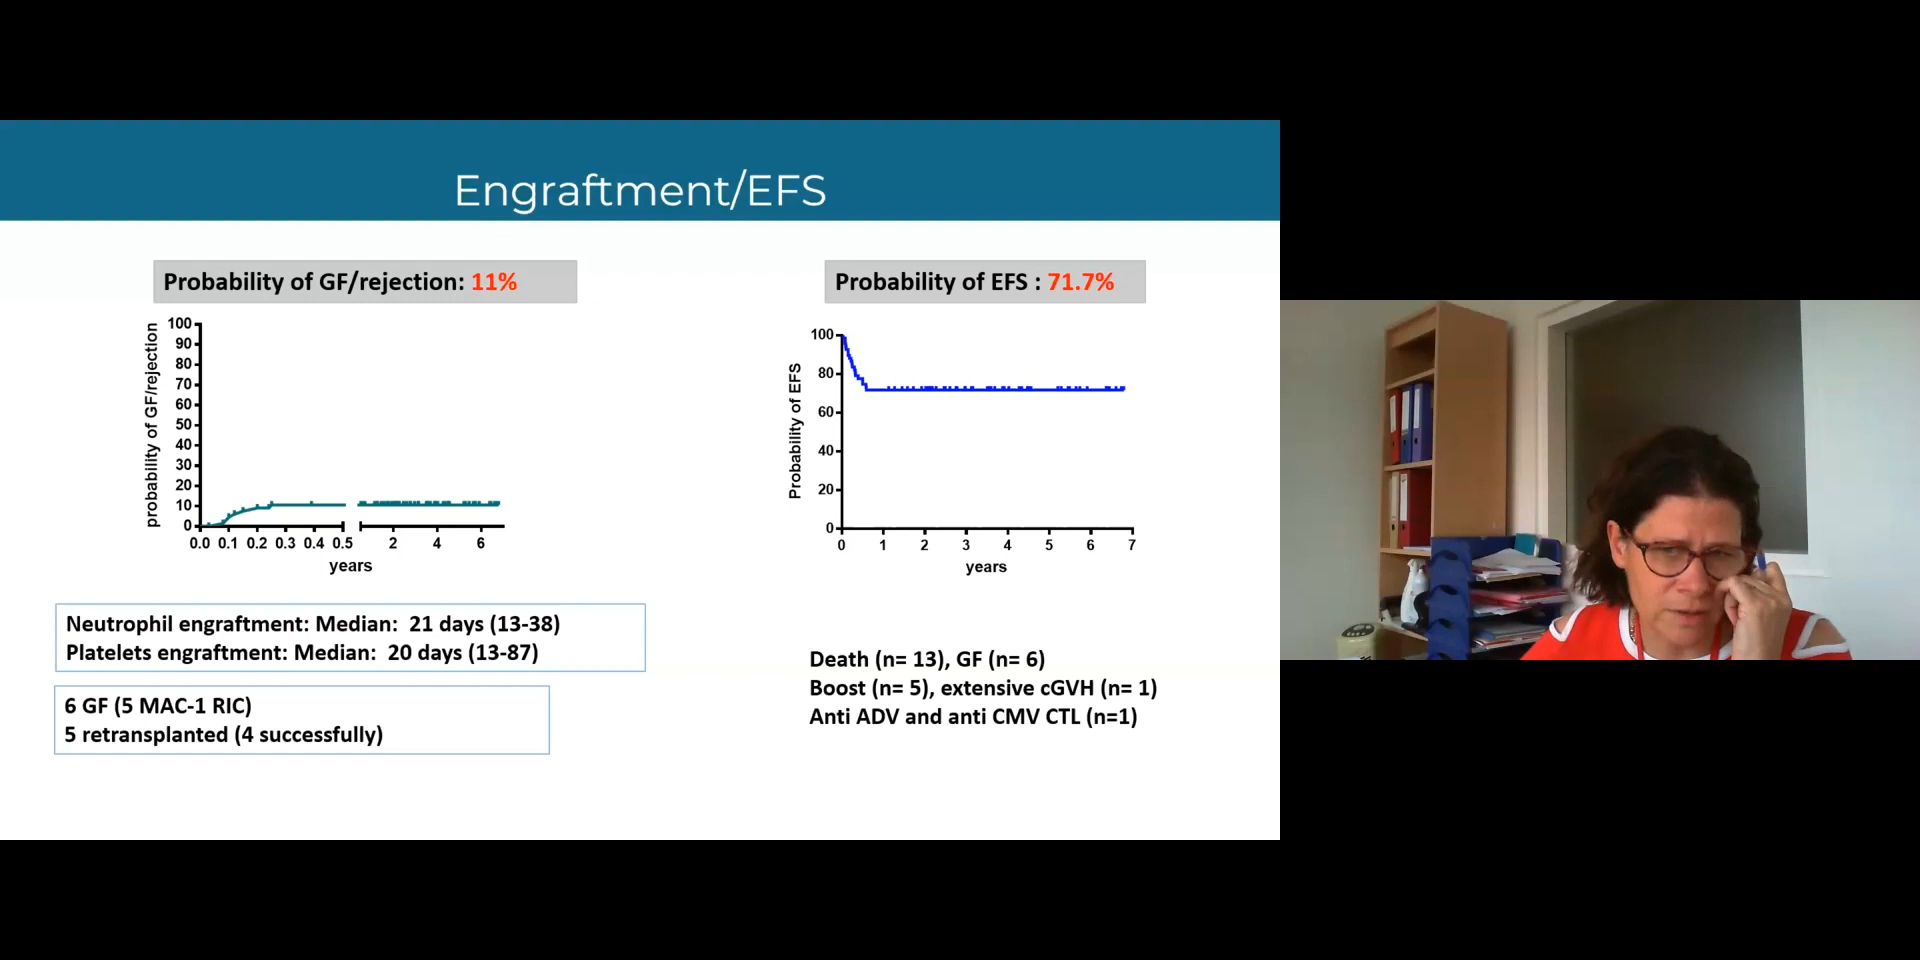 Engraftment/EFS
Probability of GF/rejection: 11%
probability of GF/rejection
100
90
80
70
60
50
40
30
20
10
0
0.0 0.1 0.2 0.3 0.4 0.5 2 4 6
years
Neutrophil engraftment: Median: 21 days (13-38)
Platelets engraftment: Median: 20 days (13-87)
6 GF (5 MAC-1 RIC)
5 retransplanted (4 successfully)
Probability of EFS : 71.7%
Probability of EFS
100
80
60
40
20
0
0 1 2 3 4 5 6 7
years
Death (n= 13), GF (n= 6)
Boost (n= 5), extensive cGVH (n= 1)
Anti ADV and anti CMV CTL (n=1)